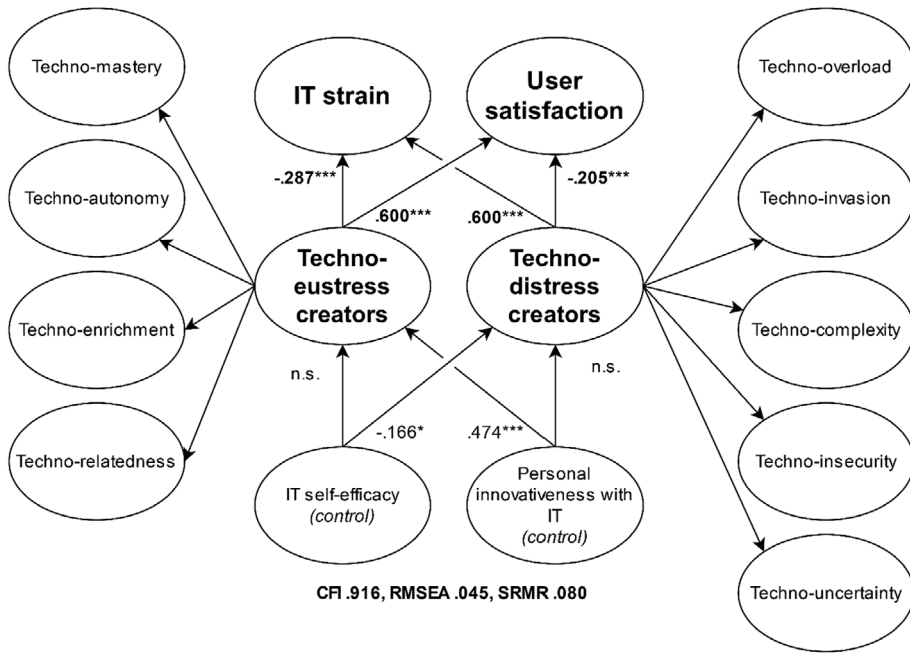 Techno-mastery
IT strain
User
satisfaction
Techno-overload
-.287***
-.205***
Techno-autonomy
.600***
.600***
Techno-invasion
Techno-
eustress
creators
Techno-
distress
creators
Techno-enrichment
Techno-complexity
n.s.
n.s.
-.166*
.474***
Techno-relatedness
Techno-insecurity
IT self-efficacy
(control)
Personal
innovativeness with
IT
(control)
Techno-uncertainty
CFI .916, RMSEA .045, SRMR .080